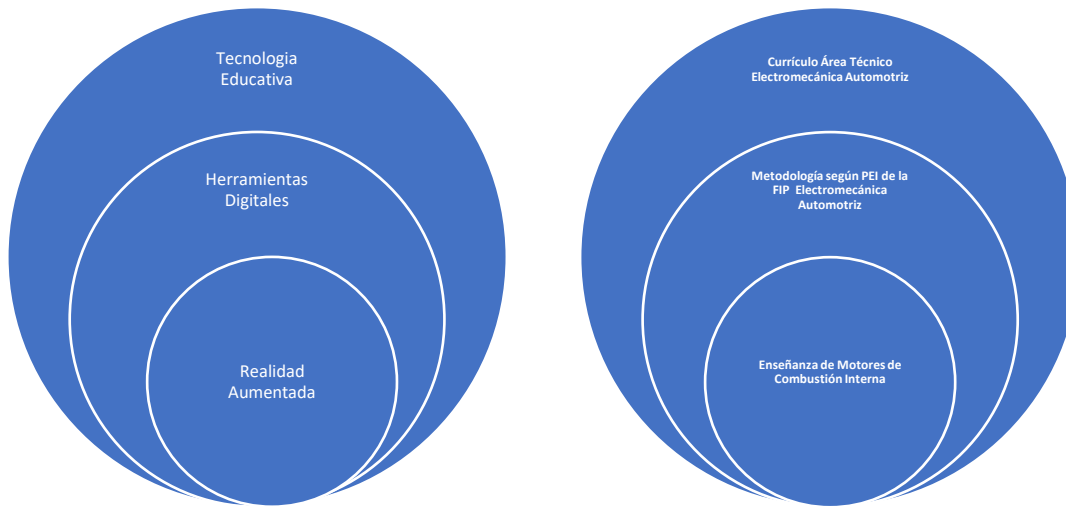 Tecnologia
Educativa
Herramientas
Digitales
Realidad
Aumentada
Currículo Área Técnico
Electromecánica Automotriz
Metodología según PEI de la
FIP Electromecánica
Automotriz
Enseñanza de Motores de
Combustión Interna